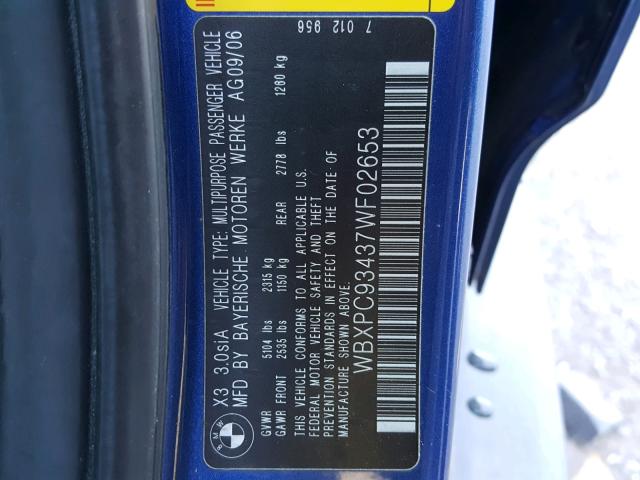 X3 3.0siA VEHICLE TYPE: MULTIPURPOSE PASSENGER VEHICLE
MFD BY BAYERISCHE MOTOREN WERKE AG09/06
GVWR 5104 lbs 2315 kg
GAWR FRONT 2535 lbs 1150 kg REAR 2778 lbs 1260 kg
THIS VEHICLE CONFORMS TO ALL APPLICABLE U.S.
FEDERAL MOTOR VEHICLE SAFETY AND THEFT
PREVENTION STANDARDS IN EFFECT ON THE DATE OF
MANUFACTURE SHOWN ABOVE.
WBXPC93437WF02653
7 012 956
BMW